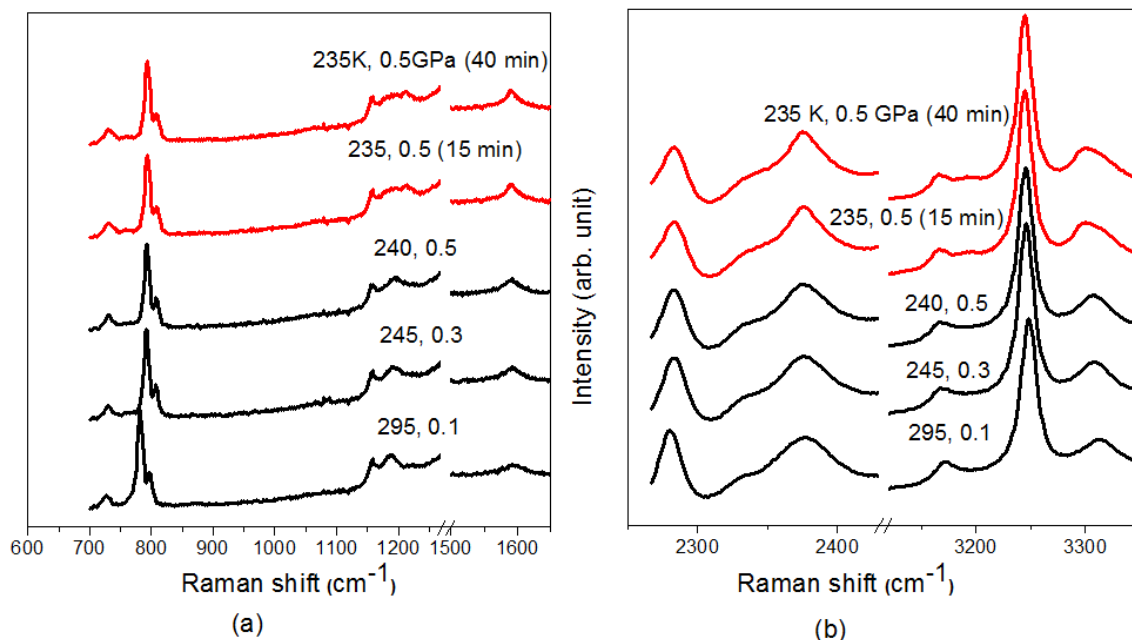 235K, 0.5GPa (40 min)
235, 0.5 (15 min)
240, 0.5
245, 0.3
295, 0.1
600 700 800 900 1000 1100 1200 1500 1600
Raman shift (cm-1)
(a)
Intensity (arb. unit)
235 K, 0.5 GPa (40 min)
235, 0.5 (15 min)
240, 0.5
245, 0.3
295, 0.1
2300 2400 3200 3300
Raman shift (cm-1)
(b)